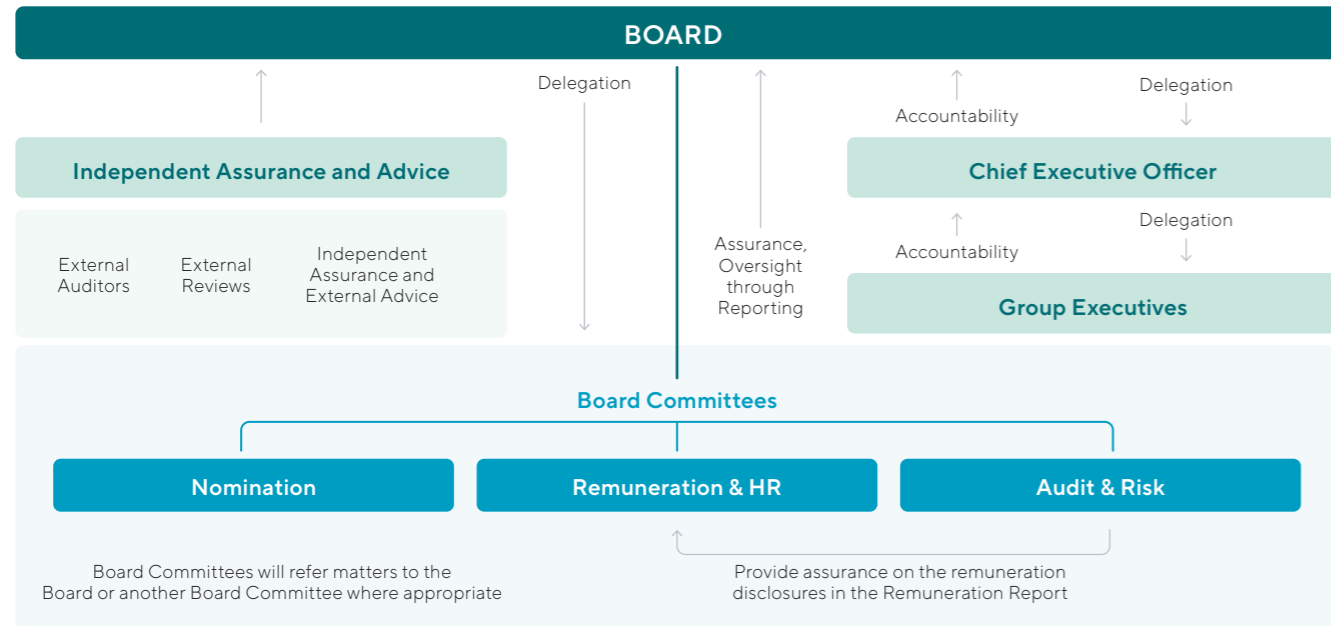 BOARD
Delegation
Accountability
Delegation
Independent Assurance and Advice
Chief Executive Officer
External
Auditors
External
Reviews
Independent
Assurance and
External Advice
Assurance,
Oversight
through
Reporting
Accountability
Delegation
Group Executives
Board Committees
Nomination
Remuneration & HR
Audit & Risk
Board Committees will refer matters to the
Board or another Board Committee where appropriate
Provide assurance on the remuneration
disclosures in the Remuneration Report